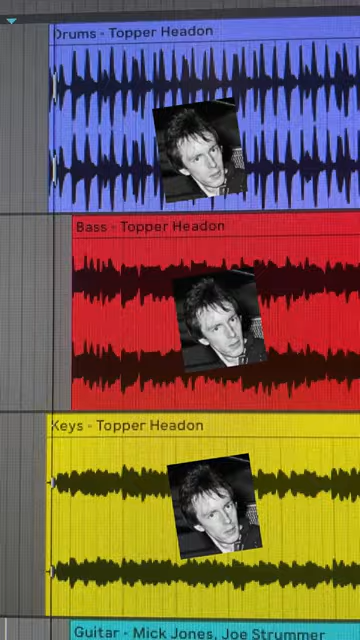 Drums - Topper Headon
Bass - Topper Headon
Keys - Topper Headon
Guitar - Mick Jones, Joe Strummer